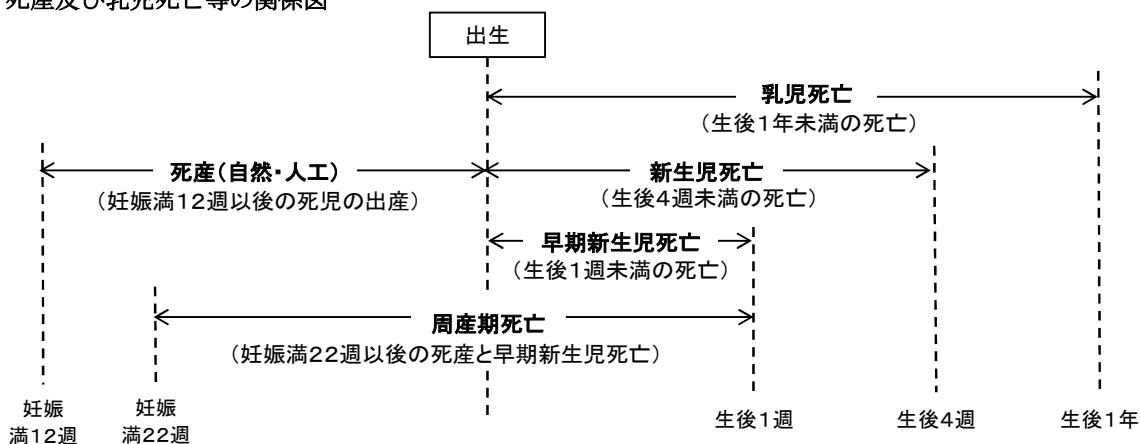 死産及び乳児死亡等の関係図
出生
乳児死亡
（生後1年未満の死亡）
死産（自然・人工）
（妊娠満12週以後の死児の出産）
新生児死亡
（生後4週未満の死亡）
早期新生児死亡
（生後1週未満の死亡）
周産期死亡
（妊娠満22週以後の死産と早期新生児死亡）
妊娠
満12週
妊娠
満22週
生後1週
生後4週
生後1年